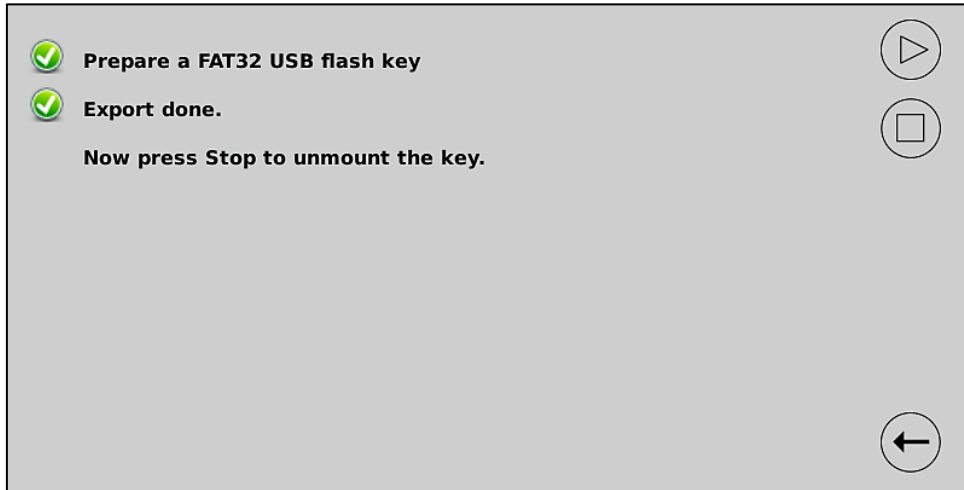 Prepare a FAT32 USB flash key
Export done.
Now press Stop to unmount the key.